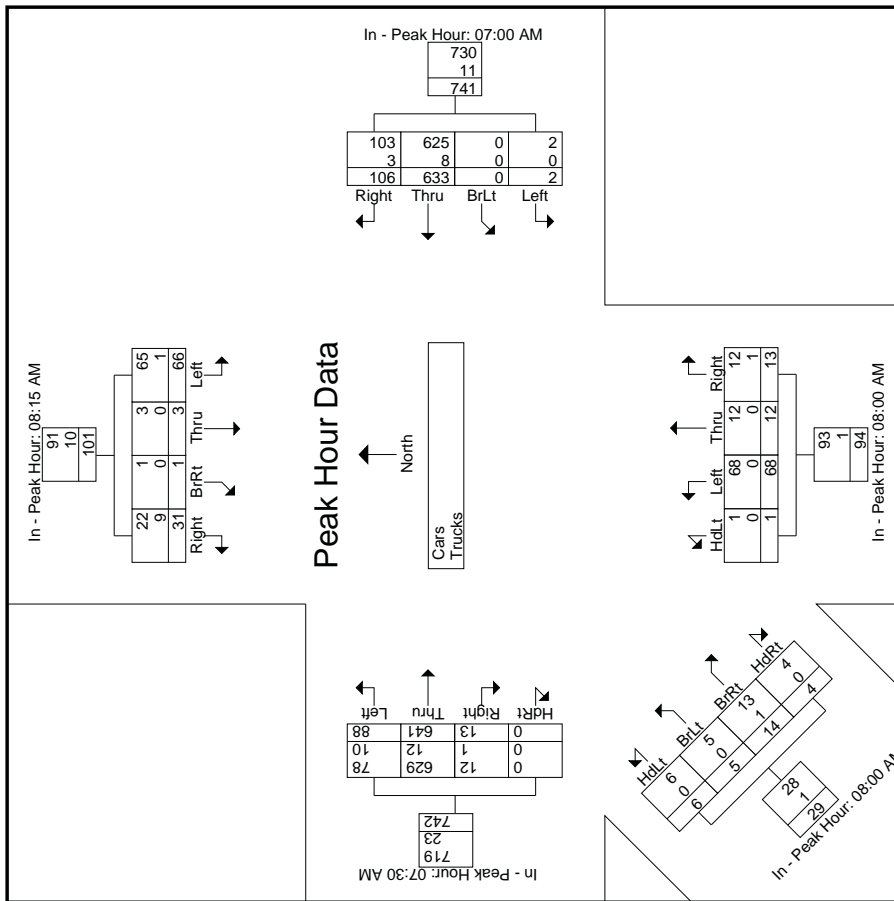 In - Peak Hour: 07:00 AM
730
11
741
103 625 0 2
3 8 0 0
106 633 0 2
Right Thru BrLt Left
In - Peak Hour: 08:15 AM
91
10
101
22 1 3 65
9 0 0 1
31 1 3 66
Right BrRt Thru Left
Peak Hour Data
North
Cars
Trucks
Right Thru Left HdLt
12 12 68 1
1 0 0 0
13 12 68 1
93
1
94
In - Peak Hour: 08:00 AM
Left Thru Right HdRt
88 641 13 0
10 12 1 0
78 629 12 0
742
23
719
In - Peak Hour: 07:30 AM
HdLt BrLt BrRt HdRt
6 5 13 4
0 0 1 0
6 5 14 4
28
1
29
In - Peak Hour: 08:00 AM